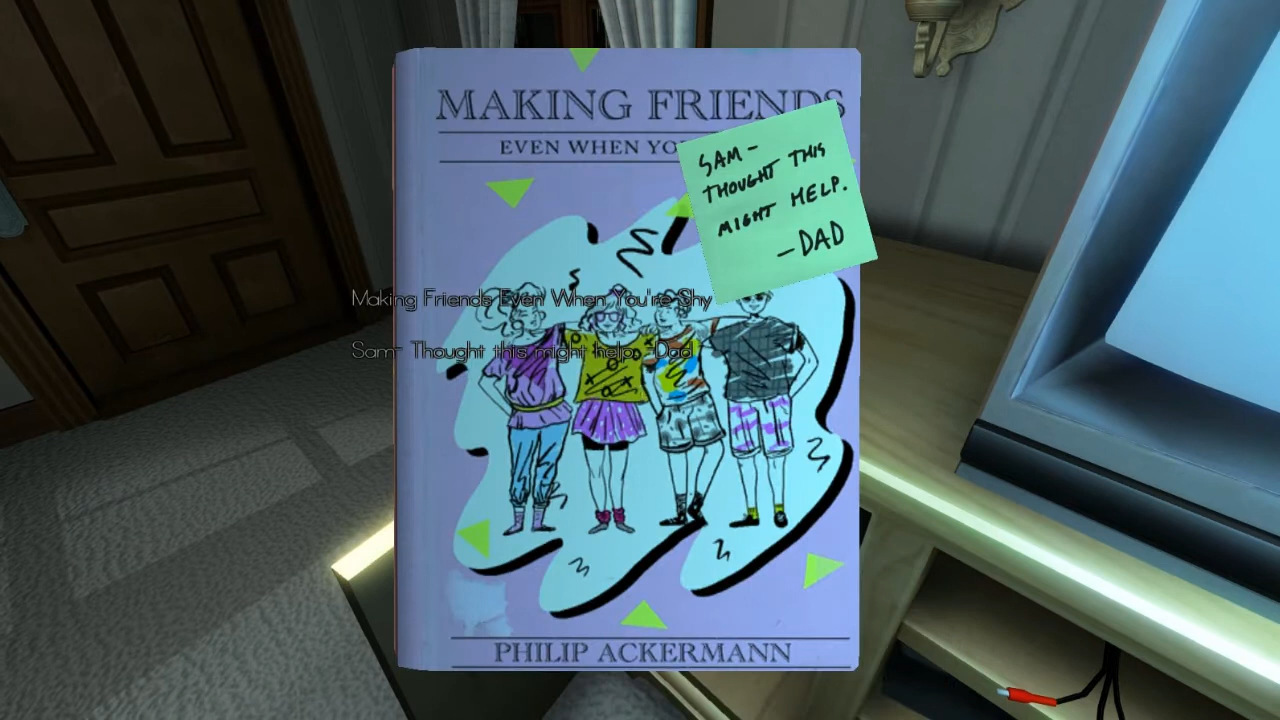 MAKING FRIENDS
EVEN WHEN YO
SAM-
THOUGHT THIS
MIGHT HELP.
-DAD
Making Friends Even When You're Shy
Sam- Thought this might help. -Dad
PHILIP ACKERMANN